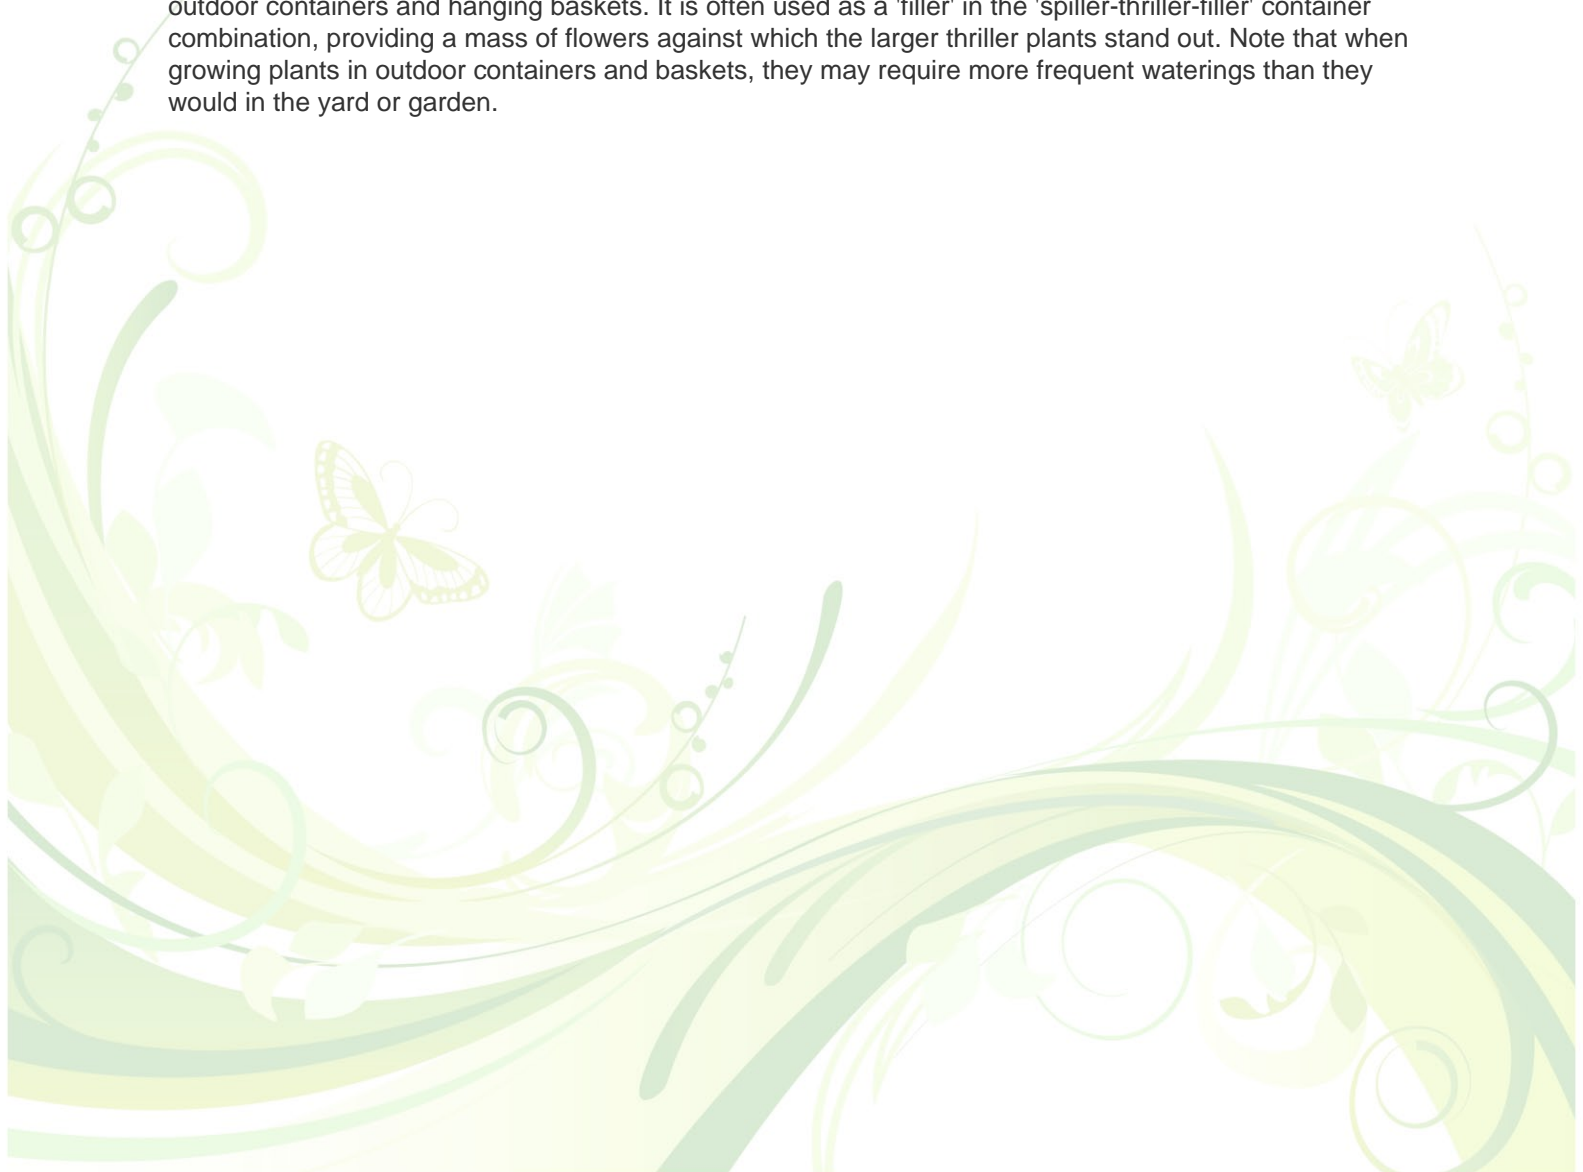 outdoor containers and hanging baskets. It is often used as a 'filler' in the 'spiller-thriller-filler' container
combination, providing a mass of flowers against which the larger thriller plants stand out. Note that when
growing plants in outdoor containers and baskets, they may require more frequent waterings than they
would in the yard or garden.